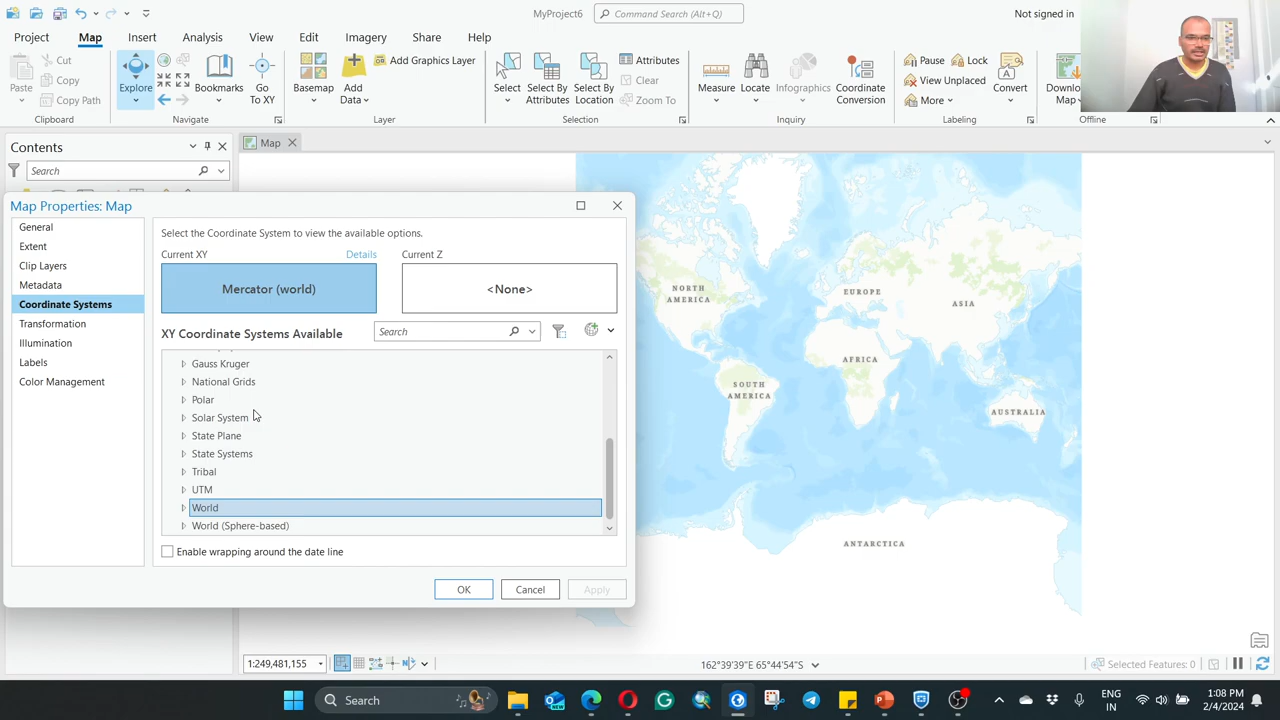 MyProject6
Command Search (Alt+Q)
Not signed in
Project
Map
Insert
Analysis
View
Edit
Imagery
Share
Help
Paste
Cut
Copy
Copy Path
Clipboard
Explore
Bookmarks
Go
To XY
Navigate
Basemap
Add
Data
Add Graphics Layer
Layer
Select
Select By
Attributes
Select By
Location
Attributes
Clear
Zoom To
Selection
Measure
Locate
Infographics
Coordinate
Conversion
Inquiry
Pause
Lock
View Unplaced
More
Labeling
Convert
Downlo
Map
Offline
Contents
Search
Map
Map Properties: Map
General
Extent
Clip Layers
Metadata
Coordinate Systems
Transformation
Illumination
Labels
Color Management
Select the Coordinate System to view the available options.
Current XY
Details
Current Z
Mercator (world)
<None>
XY Coordinate Systems Available
Search
Gauss Kruger
National Grids
Polar
Solar System
State Plane
State Systems
Tribal
UTM
World
World (Sphere-based)
Enable wrapping around the date line
OK
Cancel
Apply
NORTH
AMERICA
EUROPE
ASIA
AFRICA
SOUTH
AMERICA
AUSTRALIA
ANTARCTICA
1:249,481,155
162°39'39"E 65°44'54"S
Selected Features: 0
Search
ENG
IN
1:08 PM
2/4/2024